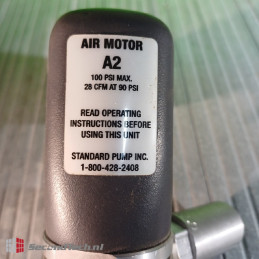 AIR MOTOR
A2
100 PSI MAX.
28 CFM AT 90 PSI
READ OPERATING
INSTRUCTIONS BEFORE
USING THIS UNIT
STANDARD PUMP INC.
1-800-428-2408